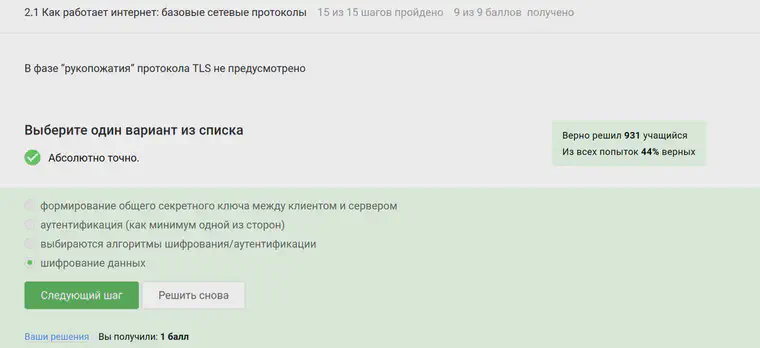 2.1 Как работает интернет: базовые сетевые протоколы 15 из 15 шагов пройдено 9 из 9 баллов получено
В фазе “рукопожатия” протокола TLS не предусмотрено
Выберите один вариант из списка
Абсолютно точно.
Верно решил 931 учащийся
Из всех попыток 44% верных
формирование общего секретного ключа между клиентом и сервером
аутентификация (как минимум одной из сторон)
выбираются алгоритмы шифрования/аутентификации
шифрование данных
Следующий шаг Решить снова
Ваши решения Вы получили: 1 балл